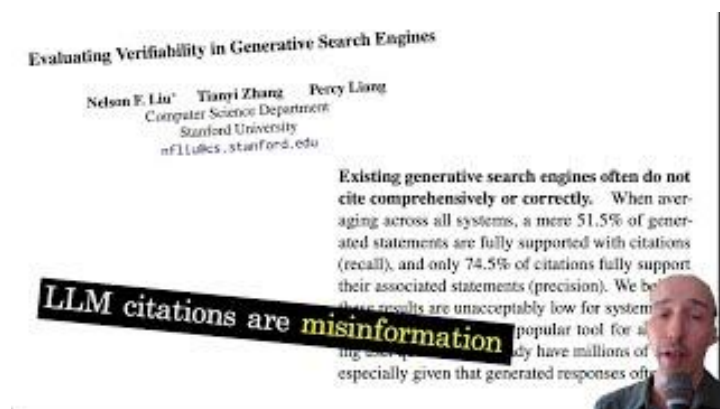 Evaluating Verifiability in Generative Search Engines
Nelson F. Liu* Tianyi Zhang Percy Liang
Computer Science Department
Stanford University
nfliu@cs.stanford.edu
Existing generative search engines often do not
cite comprehensively or correctly. When aver-
aging across all systems, a mere 51.5% of gener-
ated statements are fully supported with citations
(recall), and only 74.5% of citations fully support
their associated statements (precision). We
results are unacceptably low for system
popular tool for
have millions of
especially given that generated responses
LLM citations are misinformation